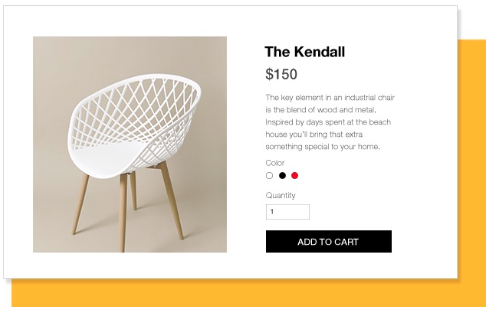 The Kendall
$150
The key element in an industrial chair
is the blend of wood and metal.
Inspired by days spent at the beach
house you'll bring that extra
something special to your home.
Color
Quantity
1
ADD TO CART